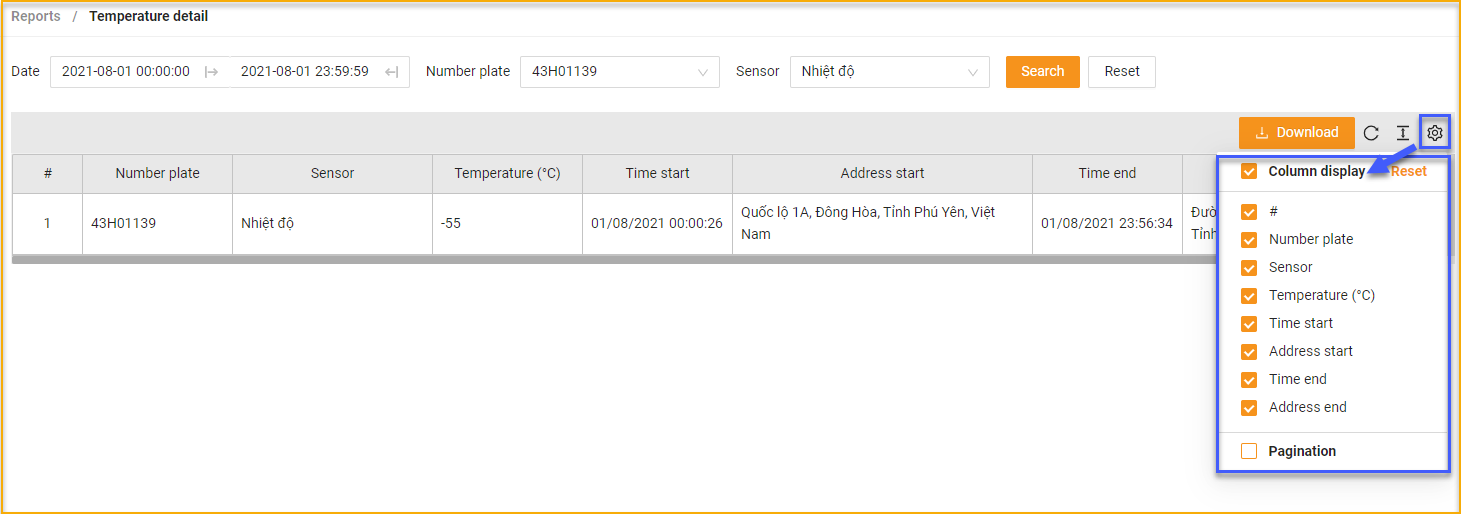 Reports / Temperature detail
Date 2021-08-01 00:00:00 2021-08-01 23:59:59 Number plate 43H01139 Sensor Nhiệt độ Search Reset
Download
# Number plate Sensor Temperature (°C) Time start Address start Time end
1 43H01139 Nhiệt độ -55 01/08/2021 00:00:26 Quốc lộ 1A, Đông Hòa, Tỉnh Phú Yên, Việt
Nam 01/08/2021 23:56:34 Đườ
Tỉnh
Column display Reset
#
Number plate
Sensor
Temperature (°C)
Time start
Address start
Time end
Address end
Pagination